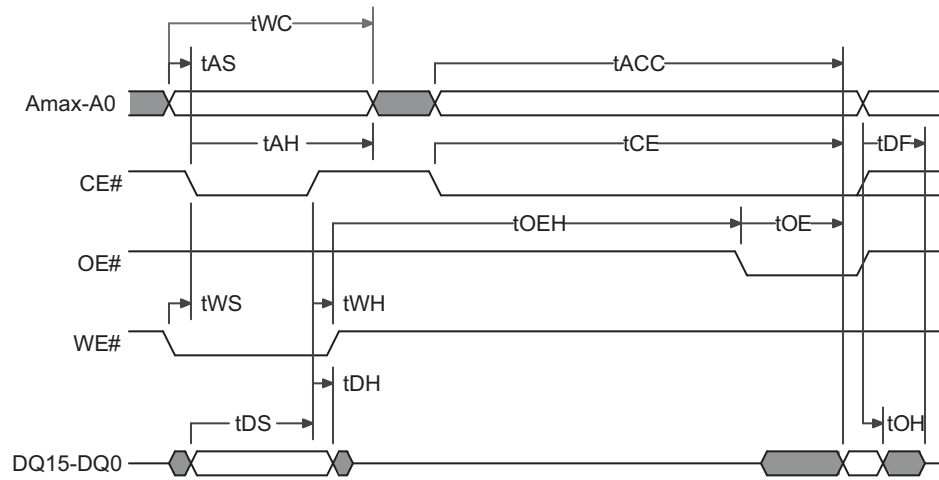 tWC
tAS
tACC
Amax-A0
tAH
tCE
tDF
CE#
tOEH
tOE
OE#
tWS
tWH
WE#
tDH
tDS
tOH
DQ15-DQ0